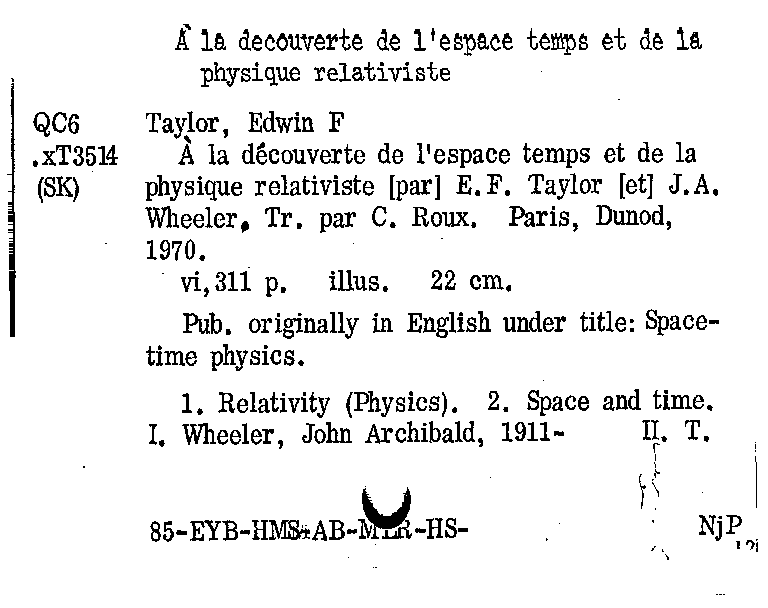 À la decouverte de l'espace temps et de la
physique relativiste
QC6 Taylor, Edwin F
.xT3514 À la découverte de l'espace temps et de la
(SK) physique relativiste [par] E.F. Taylor [et] J.A.
Wheeler, Tr. par C. Roux. Paris, Dunod,
1970.
vi,311 p. illus. 22 cm.
Pub. originally in English under title: Space-
time physics.
1. Relativity (Physics). 2. Space and time.
I. Wheeler, John Archibald, 1911- II. T.
85-EYB-HMS+AB- -HS- NjP